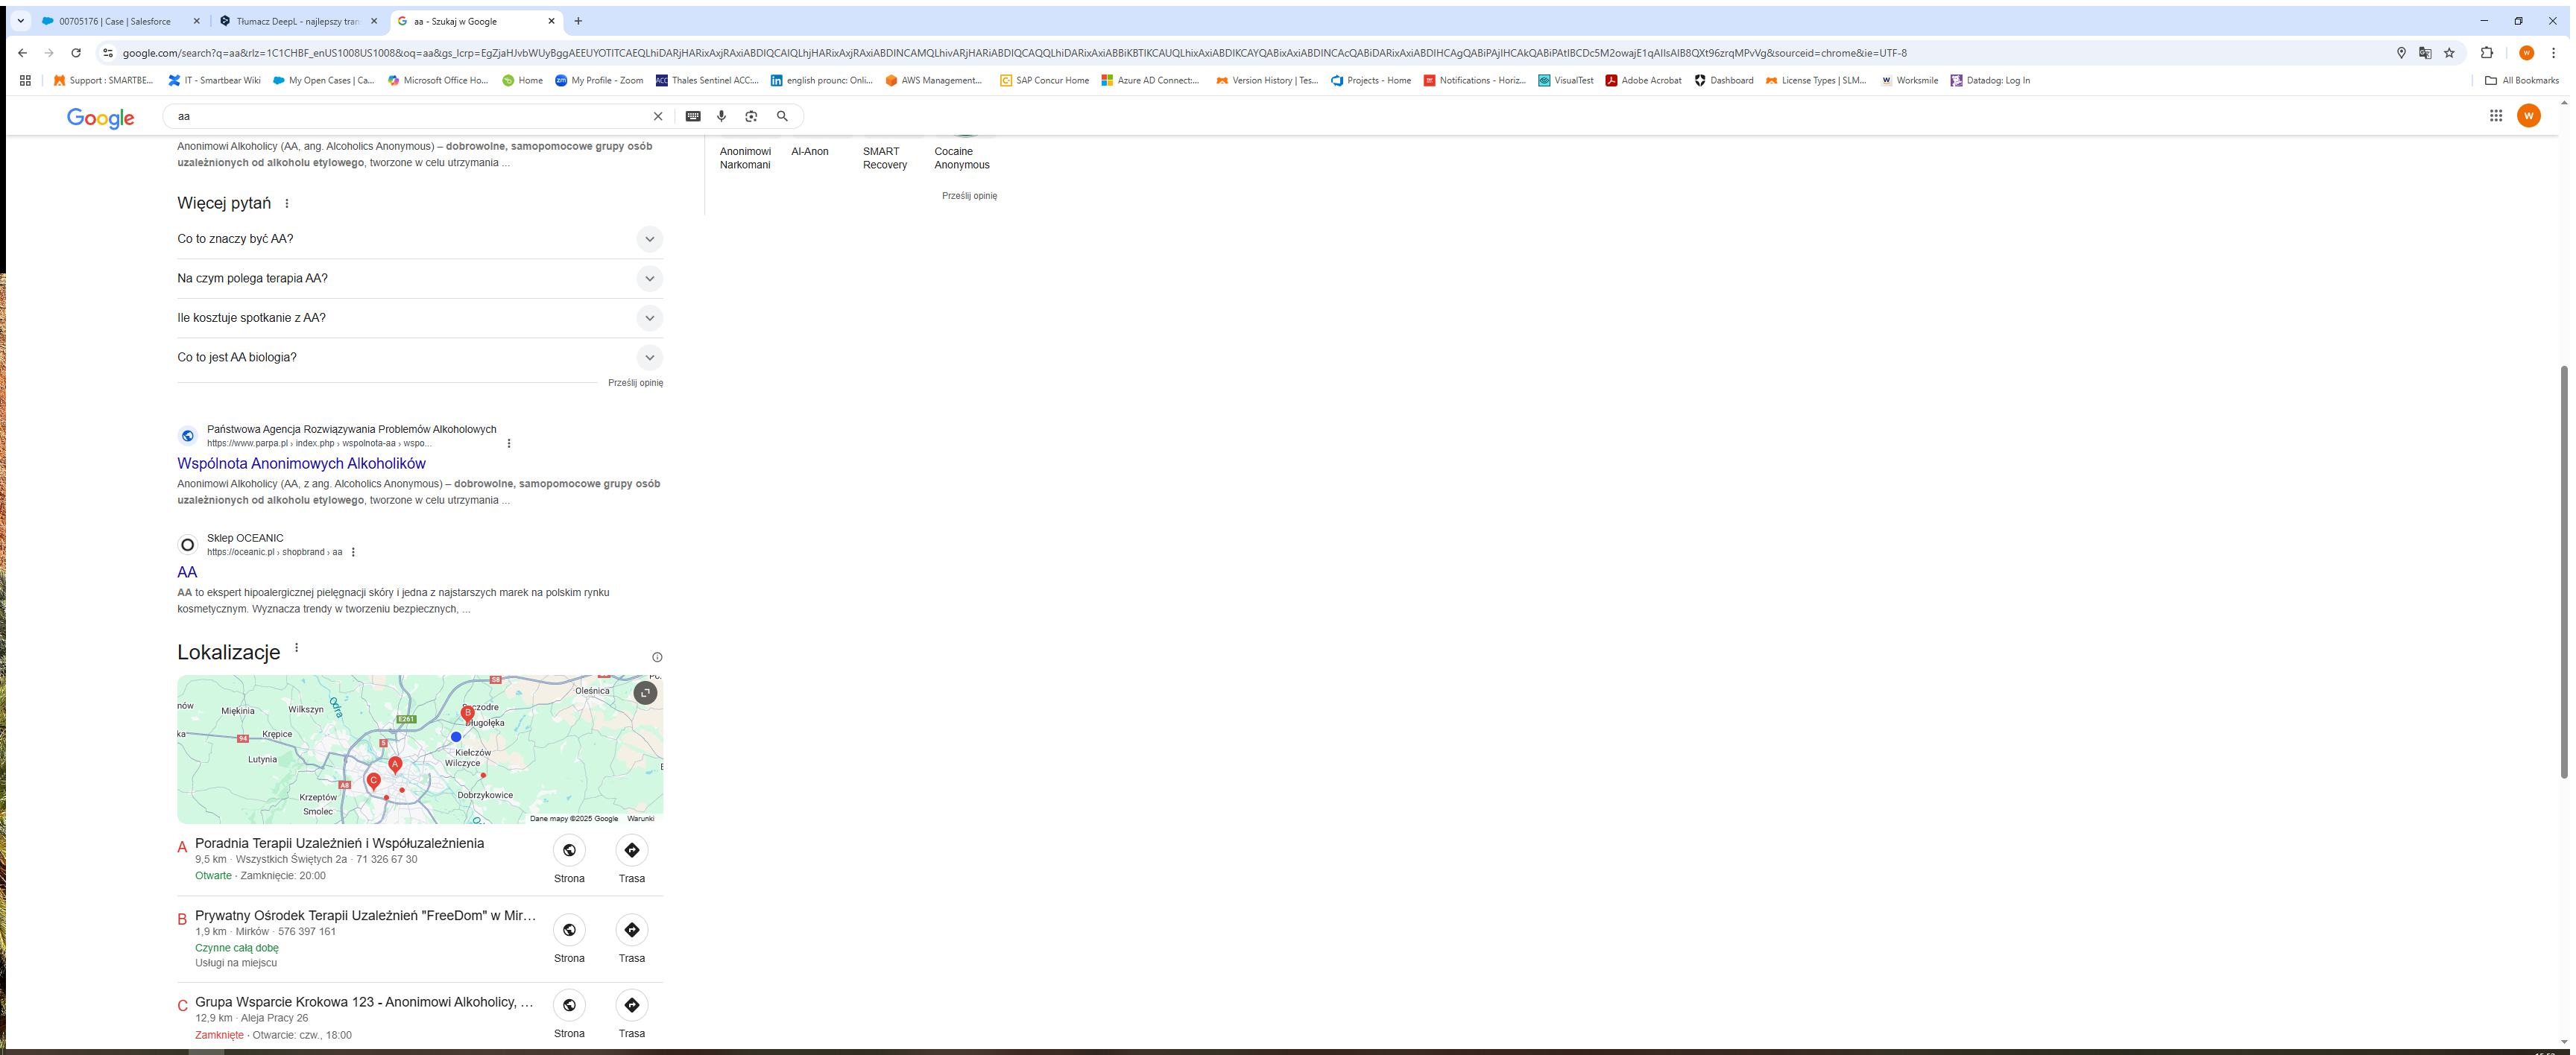 00705176 | Case | Salesforce
Tłumacz DeepL - najlepszy tran
aa - Szukaj w Google
google.com/search?q=aa&rlz=1C1CHBF_enUS1008US1008&oq=aa&gs_lcrp=
Support : SMARTBE...
IT - Smartbear Wiki
My Open Cases | Ca...
Microsoft Office Ho...
Home
My Profile - Zoom
Thales Sentinel ACC:...
english prounc: Onli...
AWS Management...
SAP Concur Home
Azure AD Connect:...
Version History | Tes...
Projects - Home
Notifications - Horiz...
VisualTest
Adobe Acrobat
Dashboard
License Types | SLM...
Worksmile
Datadog: Log In
All Bookmarks
Google
aa
W
Anonimowi Alkoholicy (AA, ang. Alcoholics Anonymous) – dobrowolne, samopomocowe grupy osób
uzależnionych od alkoholu etylowego, tworzone w celu utrzymania ...
Anonimowi
Narkomani
Al-Anon
SMART
Recovery
Cocaine
Anonymous
Prześlij opinię
Więcej pytań
Co to znaczy być AA?
Na czym polega terapia AA?
Ile kosztuje spotkanie z AA?
Co to jest AA biologia?
Prześlij opinię
Państwowa Agencja Rozwiązywania Problemów Alkoholowych
https://www.parpa.pl › index.php › wspolnota-aa › wspo...
Wspólnota Anonimowych Alkoholików
Anonimowi Alkoholicy (AA, z ang. Alcoholics Anonymous) – dobrowolne, samopomocowe grupy osób
uzależnionych od alkoholu etylowego, tworzone w celu utrzymania ...
Sklep OCEANIC
https://oceanic.pl › shopbrand › aa
AA
AA to ekspert hipoalergicznej pielęgnacji skóry i jedna z najstarszych marek na polskim rynku
kosmetycznym. Wyznacza trendy w tworzeniu bezpiecznych, ...
Lokalizacje
S8
Oleśnica
Miękinia
Wilkszyn
Odra
E261
B
Długołęka
94
Krępice
5
Kiełczów
Wilczyce
Lutynia
A
C
A8
Krzeptów
Smolec
Dobrzykowice
Dane mapy ©2025 Google
Warunki
A
Poradnia Terapii Uzależnień i Współuzależnienia
9,5 km · Wszystkich Świętych 2a · 71 326 67 30
Otwarte · Zamknięcie: 20:00
Strona
Trasa
B
Prywatny Ośrodek Terapii Uzależnień "FreeDom" w Mir...
1,9 km · Mirków · 576 397 161
Czynne całą dobę
Usługi na miejscu
Strona
Trasa
C
Grupa Wsparcie Krokowa 123 - Anonimowi Alkoholicy, ...
12,9 km · Aleja Pracy 26
Zamknięte · Otwarcie: czw., 18:00
Strona
Trasa